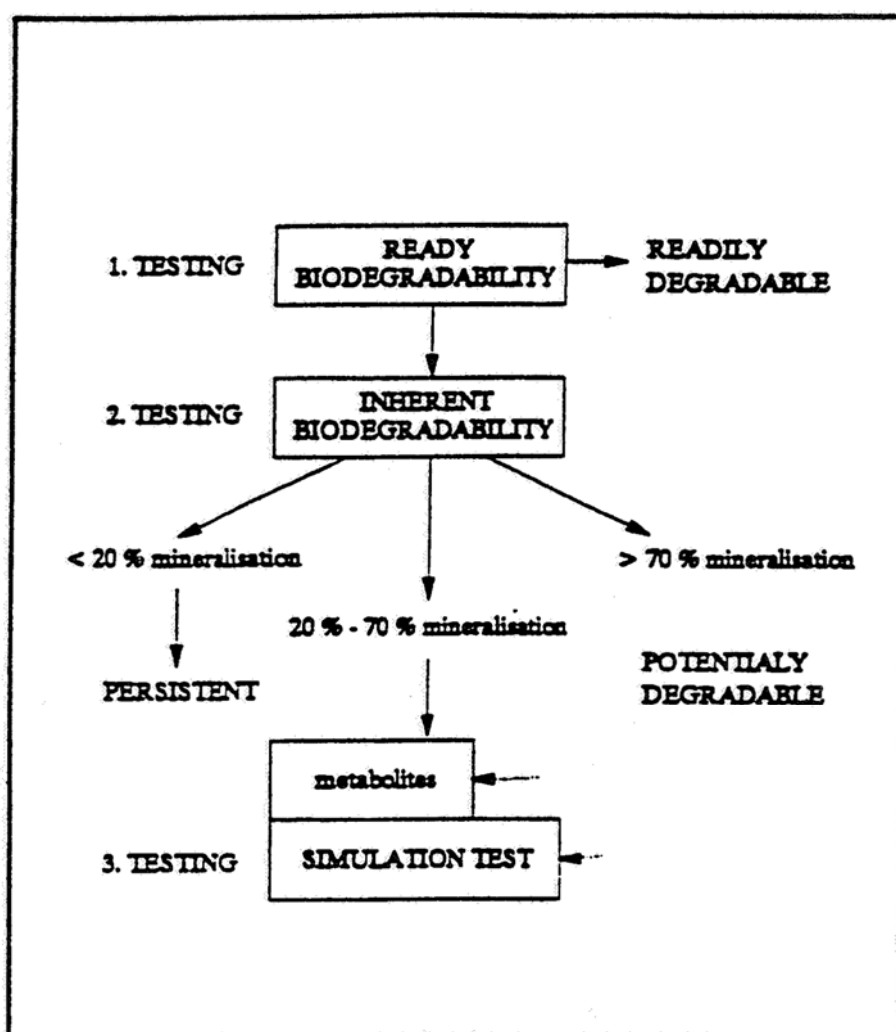 1. TESTING
READY
BIODEGRADABILITY
READILY
DEGRADABLE
2. TESTING
INHERENT
BIODEGRADABILITY
< 20 % mineralisation
> 70 % mineralisation
20 % - 70 % mineralisation
PERSISTENT
POTENTIALY
DEGRADABLE
metabolites
3. TESTING
SIMULATION TEST